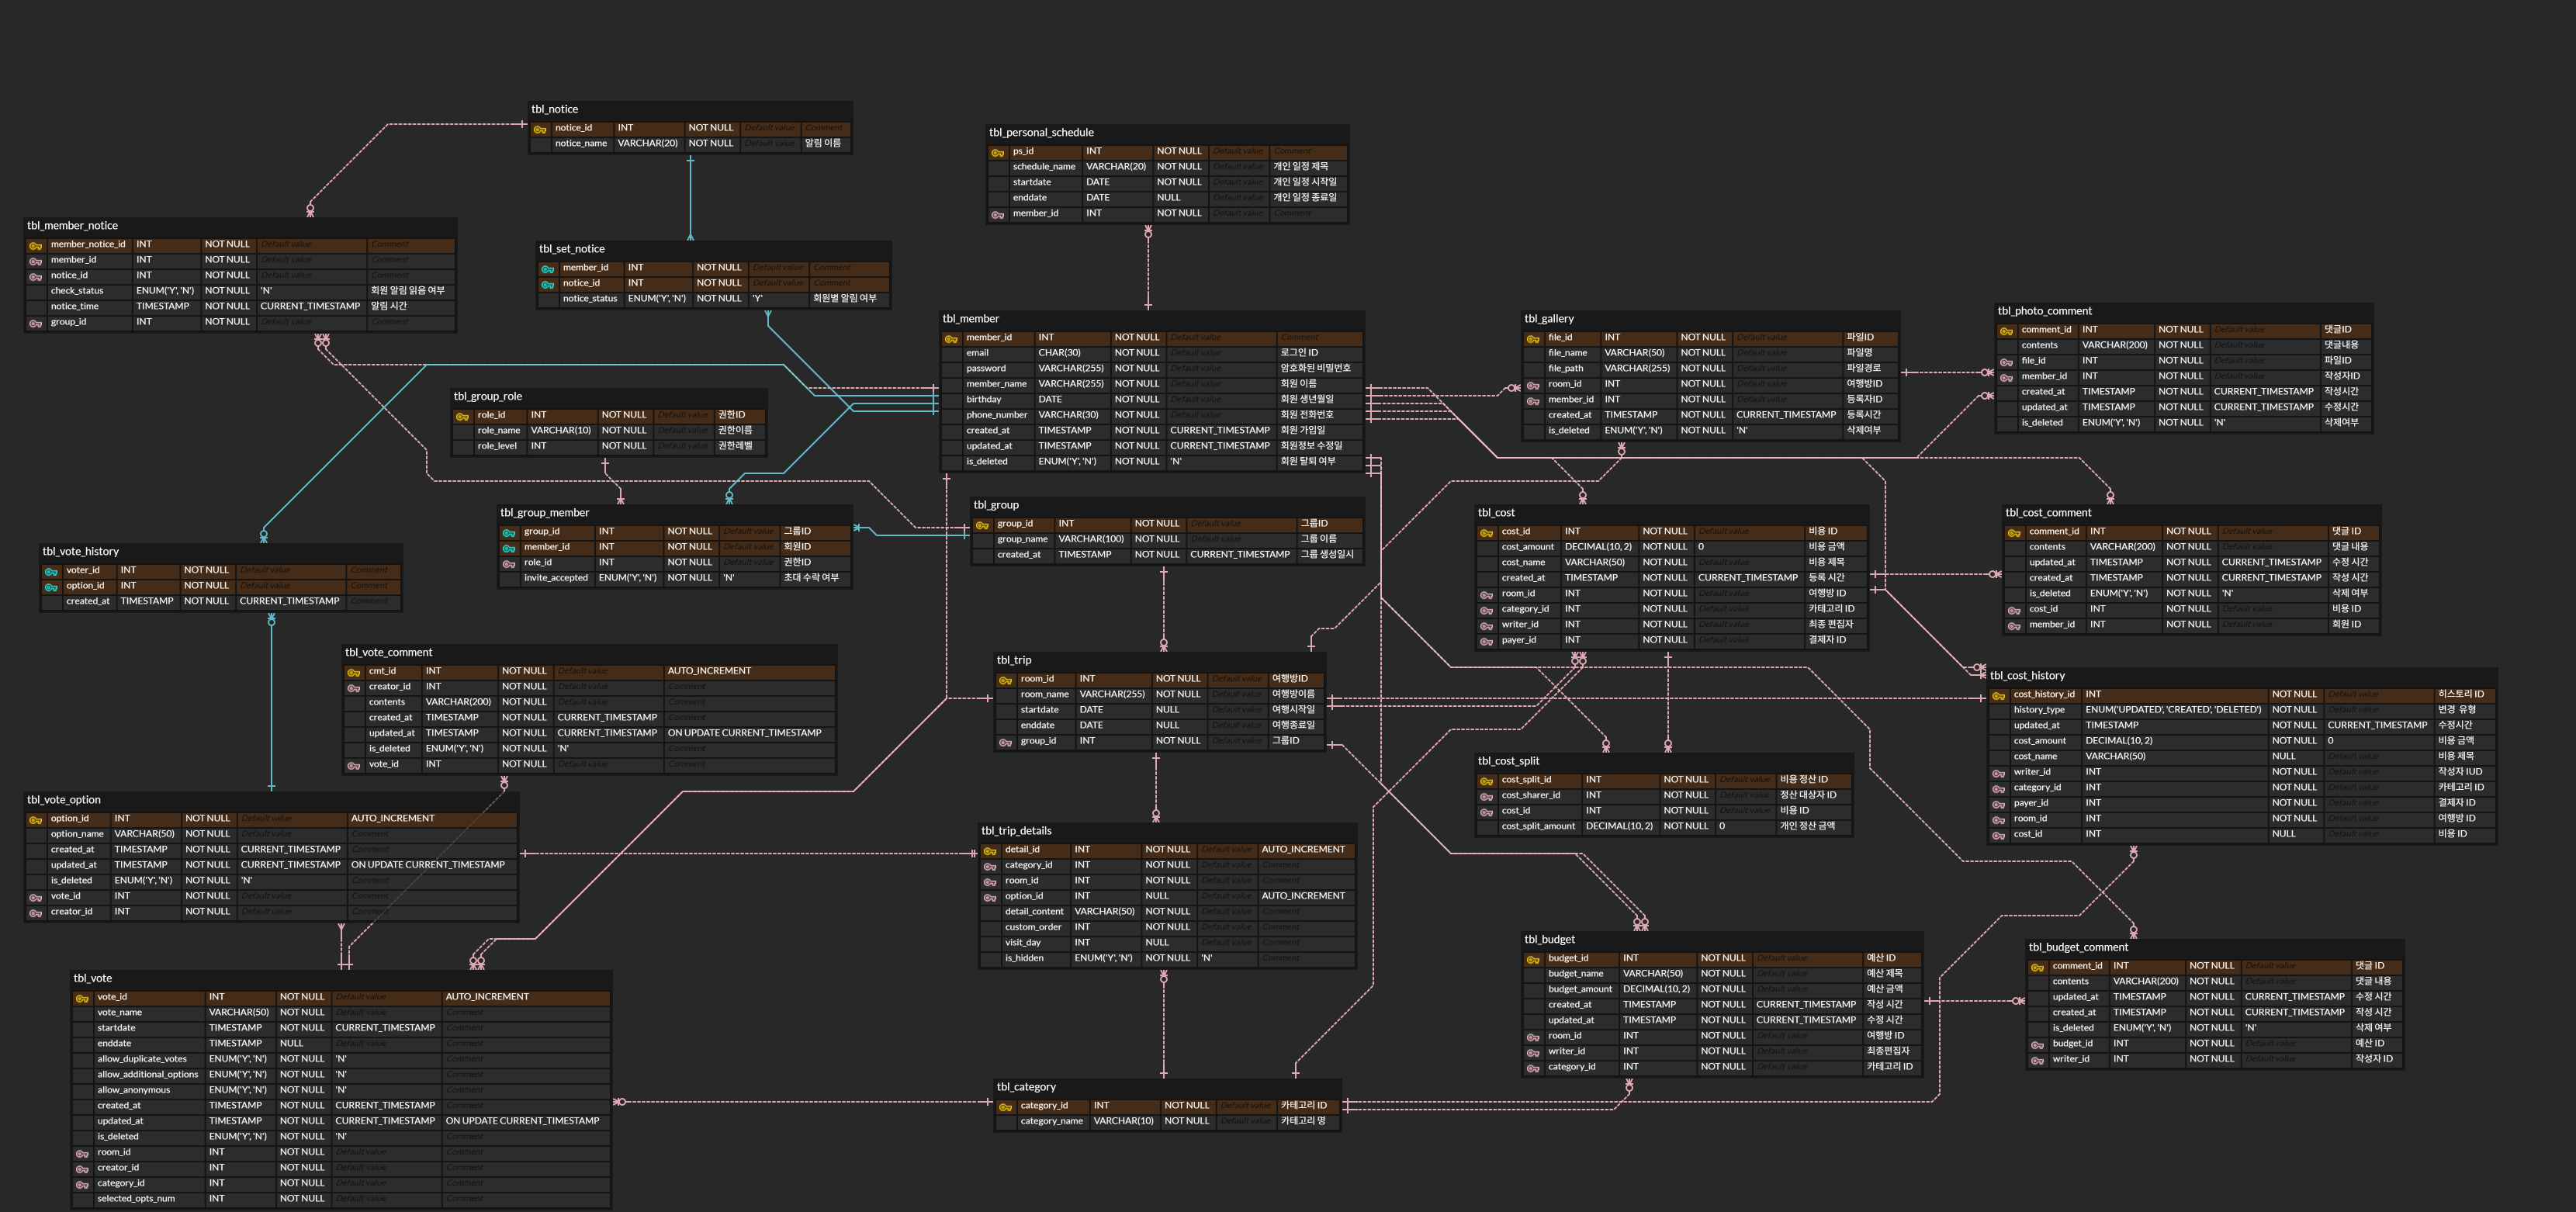 tbl_notice
notice_id INT NOT NULL Default value Comment
notice_name VARCHAR(20) NOT NULL Default value 알림 이름
tbl_personal_schedule
ps_id INT NOT NULL Default value Comment
schedule_name VARCHAR(20) NOT NULL Default value 개인 일정 제목
startdate DATE NOT NULL Default value 개인 일정 시작일
enddate DATE NULL Default value 개인 일정 종료일
member_id INT NOT NULL Default value Comment
tbl_member_notice
member_notice_id INT NOT NULL Default value Comment
member_id INT NOT NULL Default value Comment
notice_id INT NOT NULL Default value Comment
check_status ENUM('Y', 'N') NOT NULL 'N' 회원 알림 읽음 여부
notice_time TIMESTAMP NOT NULL CURRENT_TIMESTAMP 알림 시간
group_id INT NOT NULL Default value Comment
tbl_set_notice
member_id INT NOT NULL Default value Comment
notice_id INT NOT NULL Default value Comment
notice_status ENUM('Y', 'N') NOT NULL 'Y' 회원별 알림 여부
tbl_member
member_id INT NOT NULL Default value Comment
email CHAR(30) NOT NULL Default value 로그인 ID
password VARCHAR(255) NOT NULL Default value 암호화된 비밀번호
member_name VARCHAR(255) NOT NULL Default value 회원 이름
birthday DATE NOT NULL Default value 회원 생년월일
phone_number VARCHAR(30) NOT NULL Default value 회원 전화번호
created_at TIMESTAMP NOT NULL CURRENT_TIMESTAMP 회원 가입일
updated_at TIMESTAMP NOT NULL CURRENT_TIMESTAMP 회원정보 수정일
is_deleted ENUM('Y', 'N') NOT NULL 'N' 회원 탈퇴 여부
tbl_gallery
file_id INT NOT NULL Default value 파일ID
file_name VARCHAR(50) NOT NULL Default value 파일명
file_path VARCHAR(255) NOT NULL Default value 파일경로
room_id INT NOT NULL Default value 여행방ID
member_id INT NOT NULL Default value 등록자ID
created_at TIMESTAMP NOT NULL CURRENT_TIMESTAMP 등록시간
is_deleted ENUM('Y', 'N') NOT NULL 'N' 삭제여부
tbl_photo_comment
comment_id INT NOT NULL Default value 댓글ID
contents VARCHAR(200) NOT NULL Default value 댓글내용
file_id INT NOT NULL Default value 파일ID
member_id INT NOT NULL Default value 작성자ID
created_at TIMESTAMP NOT NULL CURRENT_TIMESTAMP 작성시간
updated_at TIMESTAMP NOT NULL CURRENT_TIMESTAMP 수정시간
is_deleted ENUM('Y', 'N') NOT NULL 'N' 삭제여부
tbl_group_role
role_id INT NOT NULL Default value 권한ID
role_name VARCHAR(10) NOT NULL Default value 권한이름
role_level INT NOT NULL Default value 권한레벨
tbl_group_member
group_id INT NOT NULL Default value 그룹ID
member_id INT NOT NULL Default value 회원ID
role_id INT NOT NULL Default value 권한ID
invite_accepted ENUM('Y', 'N') NOT NULL 'N' 초대 수락 여부
tbl_group
group_id INT NOT NULL Default value 그룹ID
group_name VARCHAR(100) NOT NULL Default value 그룹 이름
created_at TIMESTAMP NOT NULL CURRENT_TIMESTAMP 그룹 생성일시
tbl_cost
cost_id INT NOT NULL Default value 비용 ID
cost_amount DECIMAL(10, 2) NOT NULL 0 비용 금액
cost_name VARCHAR(50) NOT NULL Default value 비용 제목
created_at TIMESTAMP NOT NULL CURRENT_TIMESTAMP 등록 시간
room_id INT NOT NULL Default value 여행방 ID
category_id INT NOT NULL Default value 카테고리 ID
writer_id INT NOT NULL Default value 최종 편집자
payer_id INT NOT NULL Default value 결제자 ID
tbl_cost_comment
comment_id INT NOT NULL Default value 댓글 ID
contents VARCHAR(200) NOT NULL Default value 댓글 내용
updated_at TIMESTAMP NOT NULL CURRENT_TIMESTAMP 수정 시간
created_at TIMESTAMP NOT NULL CURRENT_TIMESTAMP 작성 시간
is_deleted ENUM('Y', 'N') NOT NULL 'N' 삭제 여부
cost_id INT NOT NULL Default value 비용 ID
member_id INT NOT NULL Default value 회원 ID
tbl_vote_history
voter_id INT NOT NULL Default value Comment
option_id INT NOT NULL Default value Comment
created_at TIMESTAMP NOT NULL CURRENT_TIMESTAMP Comment
tbl_vote_comment
cmt_id INT NOT NULL Default value AUTO_INCREMENT
creator_id INT NOT NULL Default value Comment
contents VARCHAR(200) NOT NULL Default value Comment
created_at TIMESTAMP NOT NULL CURRENT_TIMESTAMP Comment
updated_at TIMESTAMP NOT NULL CURRENT_TIMESTAMP ON UPDATE CURRENT_TIMESTAMP
is_deleted ENUM('Y', 'N') NOT NULL 'N' Comment
vote_id INT NOT NULL Default value Comment
tbl_trip
room_id INT NOT NULL Default value 여행방ID
room_name VARCHAR(255) NOT NULL Default value 여행방이름
startdate DATE NULL Default value 여행시작일
enddate DATE NULL Default value 여행종료일
group_id INT NOT NULL Default value 그룹ID
tbl_cost_history
cost_history_id INT NOT NULL Default value 히스토리 ID
history_type ENUM('UPDATED', 'CREATED', 'DELETED') NOT NULL Default value 변경 유형
updated_at TIMESTAMP NOT NULL CURRENT_TIMESTAMP 수정시간
cost_amount DECIMAL(10, 2) NOT NULL 0 비용 금액
cost_name VARCHAR(50) NULL Default value 비용 제목
writer_id INT NOT NULL Default value 작성자 IUD
category_id INT NOT NULL Default value 카테고리 ID
payer_id INT NOT NULL Default value 결제자 ID
room_id INT NOT NULL Default value 여행방 ID
cost_id INT NULL Default value 비용 ID
tbl_cost_split
cost_split_id INT NOT NULL Default value 비용 정산 ID
cost_sharer_id INT NOT NULL Default value 정산 대상자 ID
cost_id INT NOT NULL Default value 비용 ID
cost_split_amount DECIMAL(10, 2) NOT NULL 0 개인 정산 금액
tbl_vote_option
option_id INT NOT NULL Default value AUTO_INCREMENT
option_name VARCHAR(50) NOT NULL Default value Comment
created_at TIMESTAMP NOT NULL CURRENT_TIMESTAMP Comment
updated_at TIMESTAMP NOT NULL CURRENT_TIMESTAMP ON UPDATE CURRENT_TIMESTAMP
is_deleted ENUM('Y', 'N') NOT NULL 'N' Comment
vote_id INT NOT NULL Default value Comment
creator_id INT NOT NULL Default value Comment
tbl_trip_details
detail_id INT NOT NULL Default value AUTO_INCREMENT
category_id INT NOT NULL Default value Comment
room_id INT NOT NULL Default value Comment
option_id INT NULL Default value AUTO_INCREMENT
detail_content VARCHAR(50) NOT NULL Default value Comment
custom_order INT NOT NULL Default value Comment
visit_day INT NULL Default value Comment
is_hidden ENUM('Y', 'N') NOT NULL 'N' Comment
tbl_budget
budget_id INT NOT NULL Default value 예산 ID
budget_name VARCHAR(50) NOT NULL Default value 예산 제목
budget_amount DECIMAL(10, 2) NOT NULL Default value 예산 금액
created_at TIMESTAMP NOT NULL CURRENT_TIMESTAMP 작성 시간
updated_at TIMESTAMP NOT NULL CURRENT_TIMESTAMP 수정 시간
room_id INT NOT NULL Default value 여행방 ID
writer_id INT NOT NULL Default value 최종편집자
category_id INT NOT NULL Default value 카테고리 ID
tbl_budget_comment
comment_id INT NOT NULL Default value 댓글 ID
contents VARCHAR(200) NOT NULL Default value 댓글 내용
updated_at TIMESTAMP NOT NULL CURRENT_TIMESTAMP 수정 시간
created_at TIMESTAMP NOT NULL CURRENT_TIMESTAMP 작성 시간
is_deleted ENUM('Y', 'N') NOT NULL 'N' 삭제 여부
budget_id INT NOT NULL Default value 예산 ID
writer_id INT NOT NULL Default value 작성자 ID
tbl_vote
vote_id INT NOT NULL Default value AUTO_INCREMENT
vote_name VARCHAR(50) NOT NULL Default value Comment
startdate TIMESTAMP NOT NULL CURRENT_TIMESTAMP Comment
enddate TIMESTAMP NULL Default value Comment
allow_duplicate_votes ENUM('Y', 'N') NOT NULL 'N' Comment
allow_additional_options ENUM('Y', 'N') NOT NULL 'N' Comment
allow_anonymous ENUM('Y', 'N') NOT NULL 'N' Comment
created_at TIMESTAMP NOT NULL CURRENT_TIMESTAMP Comment
updated_at TIMESTAMP NOT NULL CURRENT_TIMESTAMP ON UPDATE CURRENT_TIMESTAMP
is_deleted ENUM('Y', 'N') NOT NULL 'N' Comment
room_id INT NOT NULL Default value Comment
creator_id INT NOT NULL Default value Comment
category_id INT NOT NULL Default value Comment
selected_opts_num INT NOT NULL Default value Comment
tbl_category
category_id INT NOT NULL Default value 카테고리 ID
category_name VARCHAR(10) NOT NULL Default value 카테고리 명